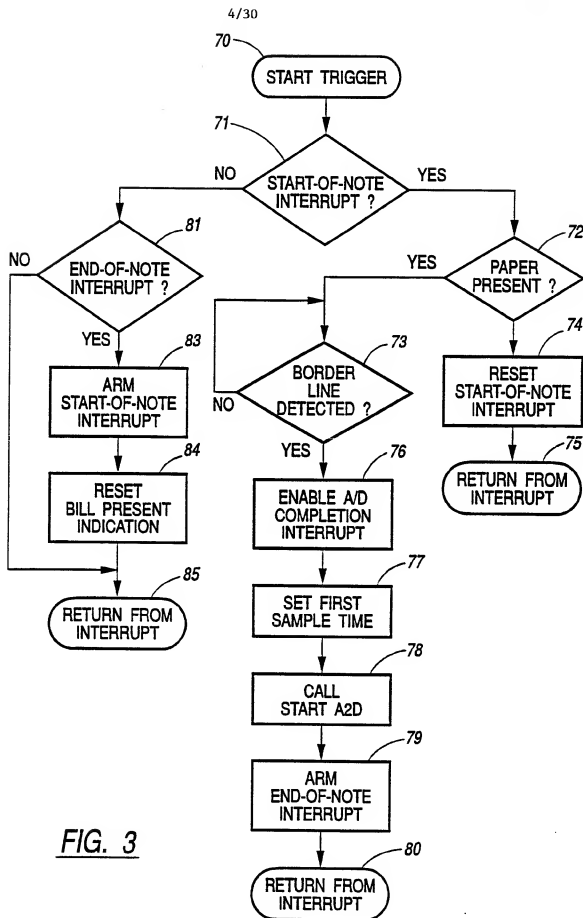 4/30
70
START TRIGGER
71
START-OF-NOTE
INTERRUPT ?
NO
YES
81
END-OF-NOTE
INTERRUPT ?
NO
YES
72
PAPER
PRESENT ?
YES
83
ARM
START-OF-NOTE
INTERRUPT
73
BORDER
LINE
DETECTED ?
NO
YES
74
RESET
START-OF-NOTE
INTERRUPT
75
RETURN FROM
INTERRUPT
84
RESET
BILL PRESENT
INDICATION
76
ENABLE A/D
COMPLETION
INTERRUPT
85
RETURN FROM
INTERRUPT
77
SET FIRST
SAMPLE TIME
78
CALL
START A2D
79
ARM
END-OF-NOTE
INTERRUPT
80
RETURN FROM
INTERRUPT
FIG. 3